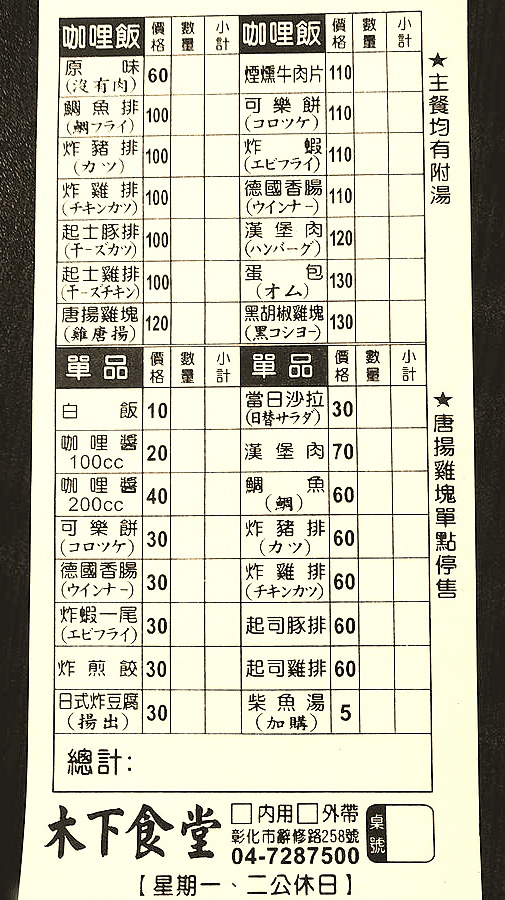 咖哩飯 價格 數量 小計 咖哩飯 價格 數量 小計
原味 60 煙燻牛肉片 110
(沒有肉)
鯛魚排 100 可樂餅 110
(鯛フライ) (コロツケ)
炸豬排 100 炸蝦 110
(カツ) (エビフライ)
炸雞排 100 德國香腸 110
(チキンカツ) (ウインナー)
起士豚排 100 漢堡肉 120
(チーズカツ) (ハンバーグ)
起士雞排 100 蛋包 130
(チーズチキン) (オム)
唐揚雞塊 120 黑胡椒雞塊 130
(雞唐揚) (黒コショー)
單品 價格 數量 小計 單品 價格 數量 小計
白飯 10 當日沙拉 30
(日替サラダ)
咖哩醬 20 漢堡肉 70
100cc
咖哩醬 40 鯛魚 60
200cc (鯛)
可樂餅 30 炸豬排 60
(コロツケ) (カツ)
德國香腸 30 炸雞排 60
(ウインナー) (チキンカツ)
炸蝦一尾 30 起司豚排 60
(エビフライ)
炸煎餃 30 起司雞排 60
日式炸豆腐 30 柴魚湯 5
(揚出) (加購)
總計:
★主餐均有附湯
★唐揚雞塊單點停售
木下食堂
□內用□外帶 桌號
彰化市辭修路258號
04-7287500
【星期一、二公休日】